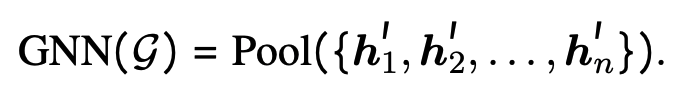 GNN(𝒢) = Pool({𝒉′₁, 𝒉′₂, . . . , 𝒉′ₙ}).